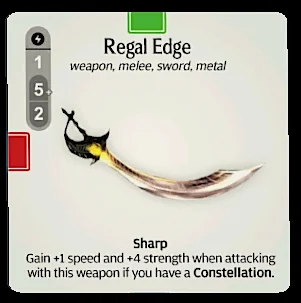 Regal Edge
weapon, melee, sword, metal
1
5+
2
Sharp
Gain +1 speed and +4 strength when attacking
with this weapon if you have a Constellation.